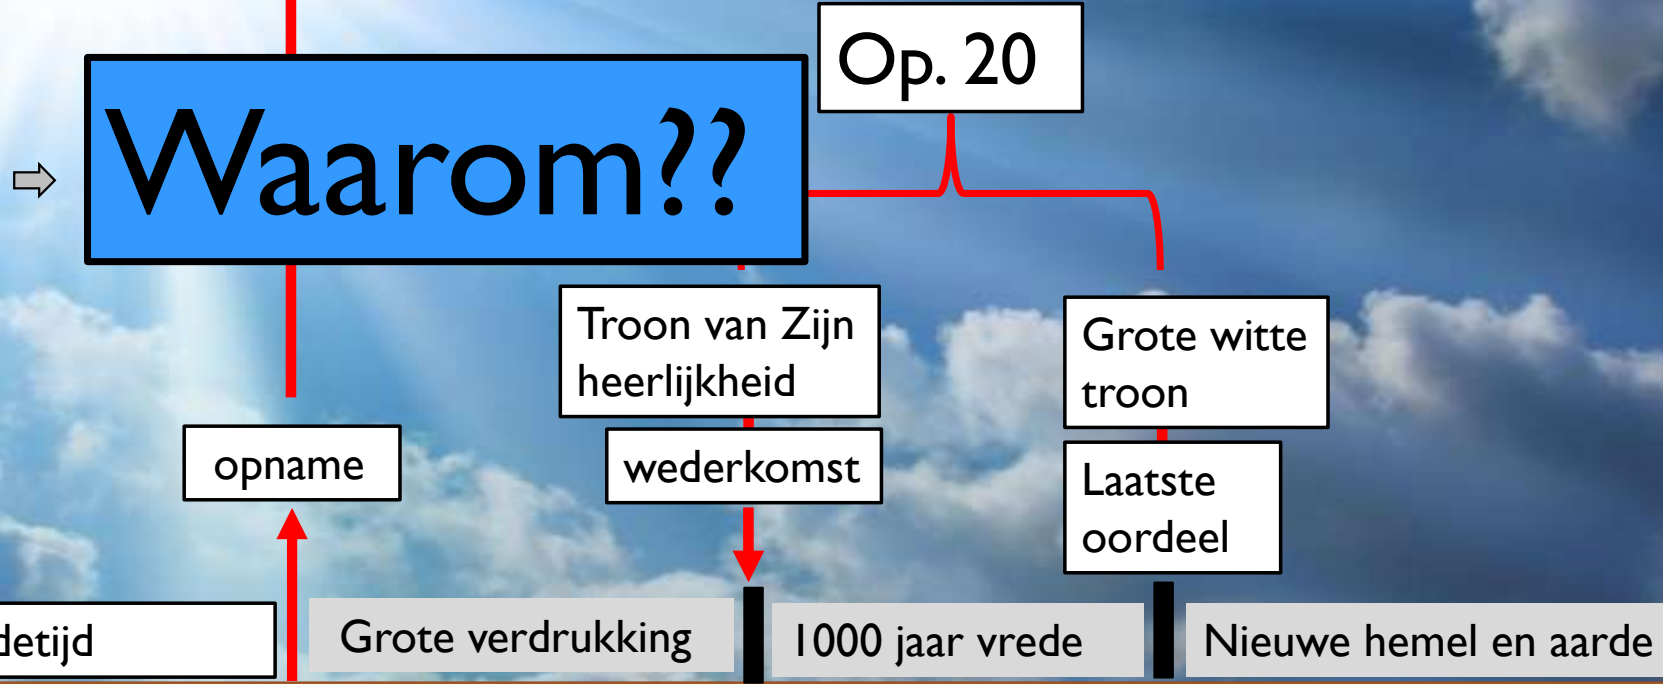 Op. 20
Waarom??
Troon van Zijn
heerlijkheid
Grote witte
troon
opname
wederkomst
Laatste
oordeel
detijd
Grote verdrukking
1000 jaar vrede
Nieuwe hemel en aarde